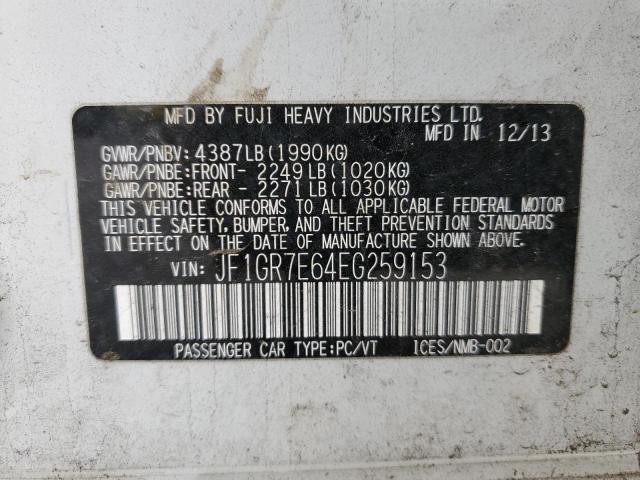 MFD BY FUJI HEAVY INDUSTRIES LTD.
MFD IN 12/13
GVWR/PNBV: 4387LB(1990KG)
GAWR/PNBE:FRONT- 2249LB(1020KG)
GAWR/PNBE:REAR - 2271LB(1030KG)
THIS VEHICLE CONFORMS TO ALL APPLICABLE FEDERAL MOTOR
VEHICLE SAFETY, BUMPER, AND THEFT PREVENTION STANDARDS
IN EFFECT ON THE DATE OF MANUFACTURE SHOWN ABOVE.
VIN: JF1GR7E64EG259153
PASSENGER CAR TYPE:PC/VT ICES/NMB-002